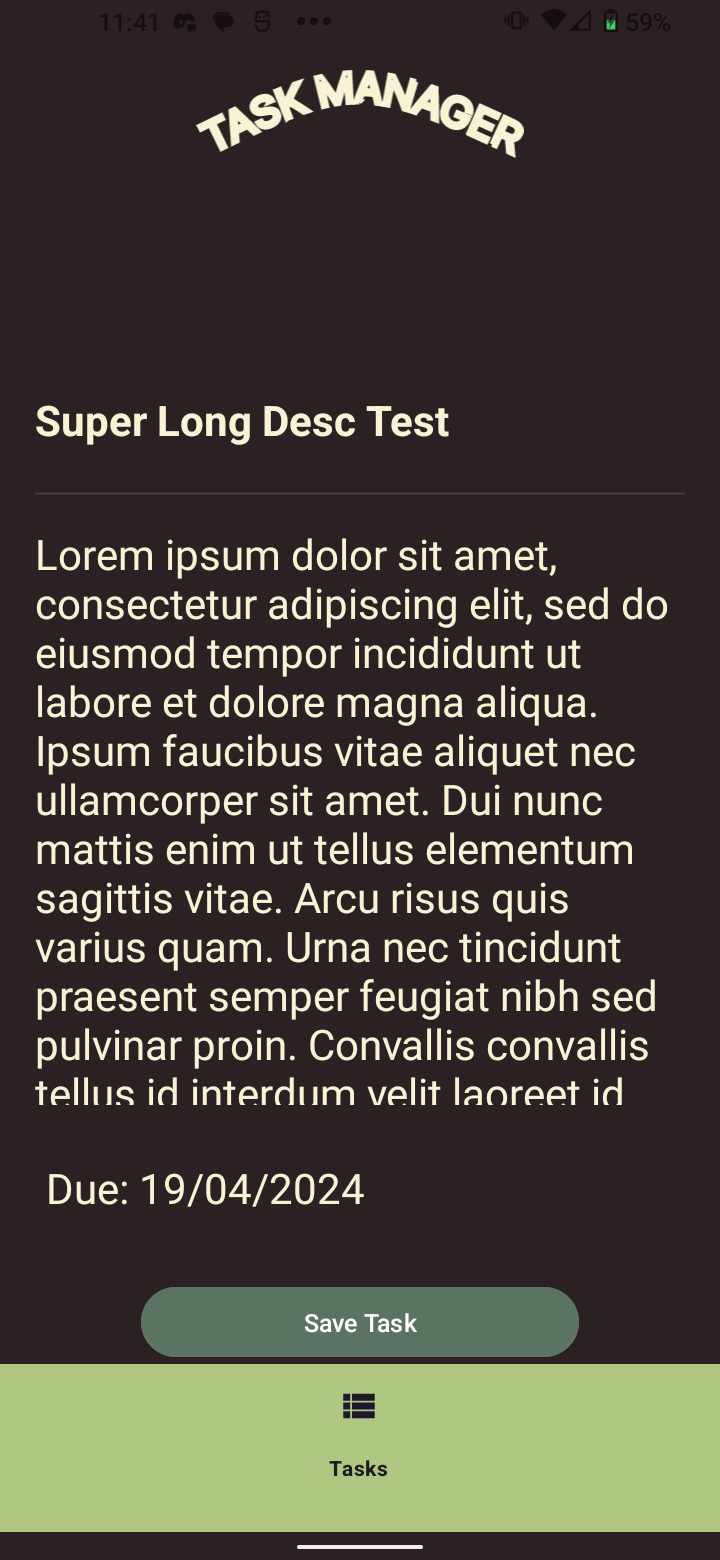 11:41
59%
TASK MANAGER
Super Long Desc Test
Lorem ipsum dolor sit amet,
consectetur adipiscing elit, sed do
eiusmod tempor incididunt ut
labore et dolore magna aliqua.
Ipsum faucibus vitae aliquet nec
ullamcorper sit amet. Dui nunc
mattis enim ut tellus elementum
sagittis vitae. Arcu risus quis
varius quam. Urna nec tincidunt
praesent semper feugiat nibh sed
pulvinar proin. Convallis convallis
tellus id interdum velit laoreet id
Due: 19/04/2024
Save Task
Tasks